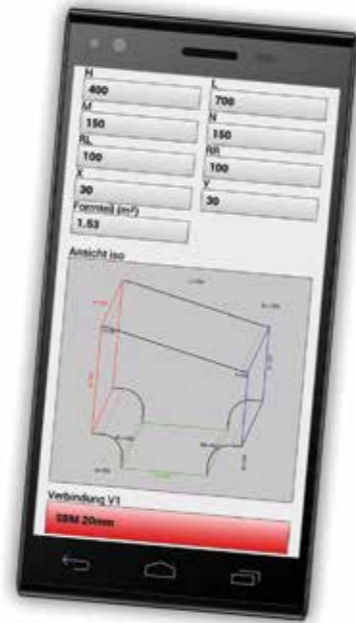 H L
400 700
M N
150 150
RL RR
100 100
X Y
30 30
Formteil (m²)
1.53
Ansicht iso
Verbindung V1
SBM 20mm